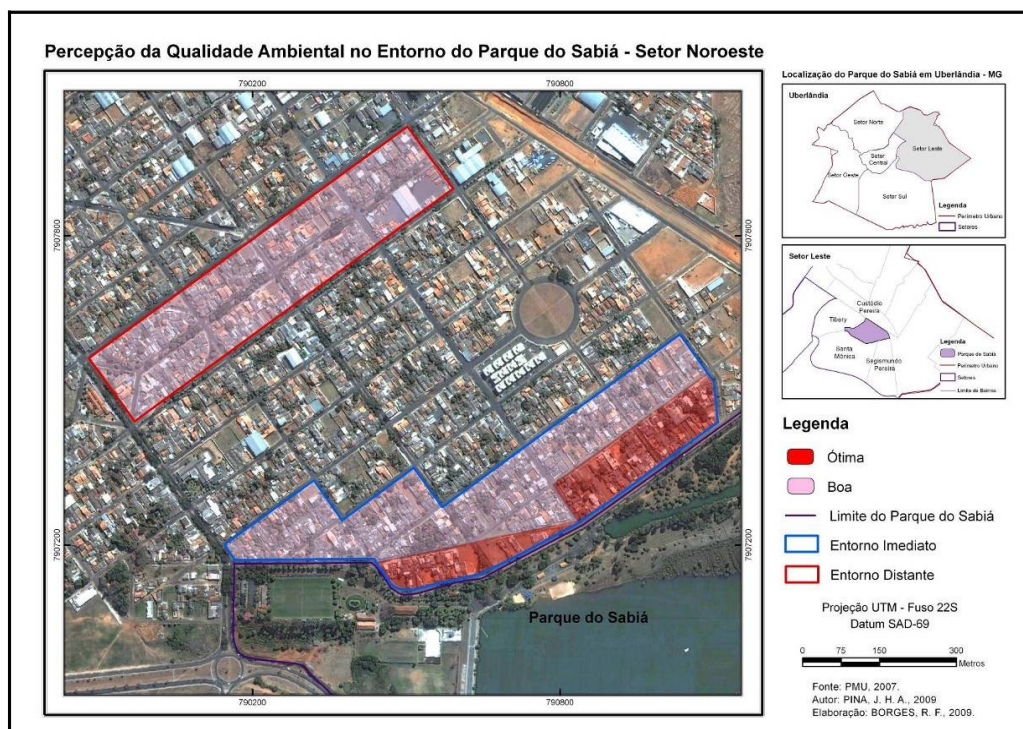 Percepção da Qualidade Ambiental no Entorno do Parque do Sabiá - Setor Noroeste
790200
790800
7907800
7907200
7907800
7907200
790200
790800
Parque do Sabiá
Localização do Parque do Sabiá em Uberlândia - MG
Uberlândia
Setor Norte
Setor Leste
Setor Central
Setor Oeste
Setor Sul
Legenda
Perímetro Urbano
Setores
Setor Leste
Custódio Pereira
Tibery
Santa Mônica
Segismundo Pereira
Legenda
Parque do Sabiá
Perímetro Urbano
Setores
Limite de Bairros
Legenda
Ótima
Boa
Limite do Parque do Sabiá
Entorno Imediato
Entorno Distante
Projeção UTM - Fuso 22S
Datum SAD-69
0 75 150 300
Metros
Fonte: PMU, 2007.
Autor: PINA, J. H. A., 2009
Elaboração: BORGES, R. F., 2009.